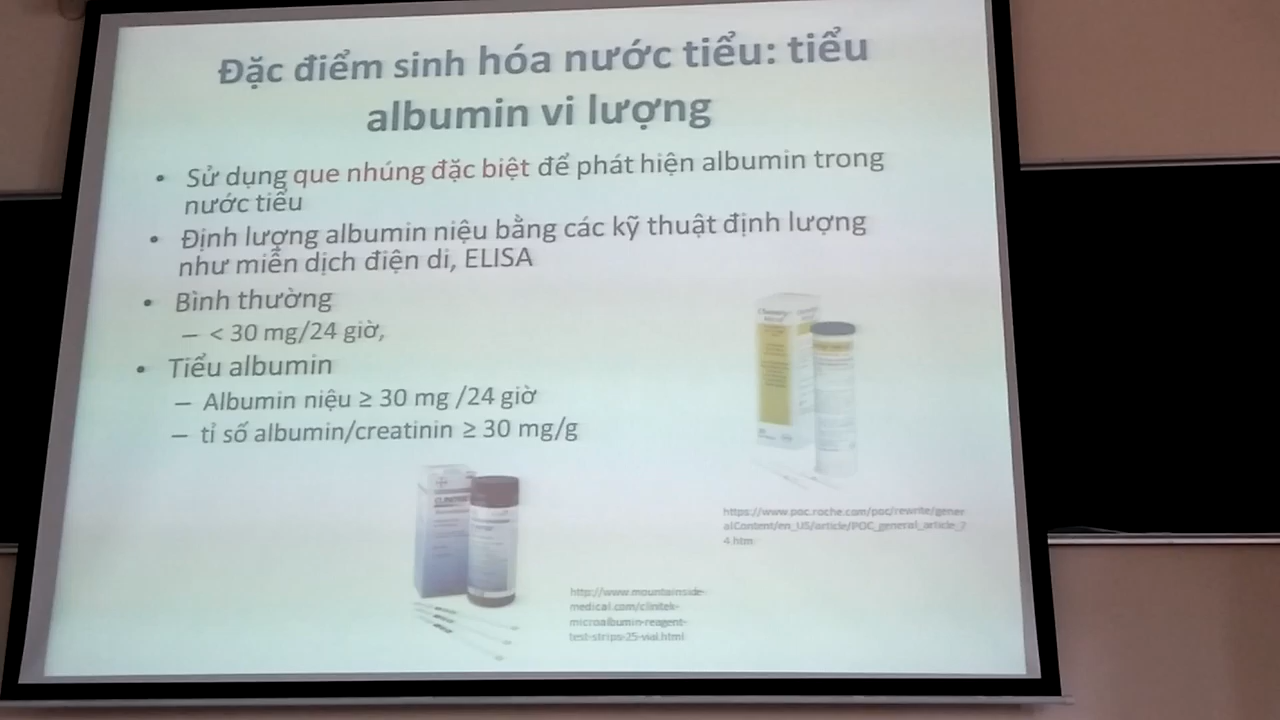 Đặc điểm sinh hóa nước tiểu: tiểu
albumin vi lượng
• Sử dụng que nhúng đặc biệt để phát hiện albumin trong
nước tiểu
• Định lượng albumin niệu bằng các kỹ thuật định lượng
như miễn dịch điện di, ELISA
• Bình thường
– < 30 mg/24 giờ,
• Tiểu albumin
– Albumin niệu ≥ 30 mg /24 giờ
– tỉ số albumin/creatinin ≥ 30 mg/g
https://www.poc.roche.com/poc/rewrite/gener
alContent/en_US/article/POC_general_article_7
4.htm
http://www.mountainside-
medical.com/clinitek-
microalbumin-reagent-
test-strips-25-vial.html